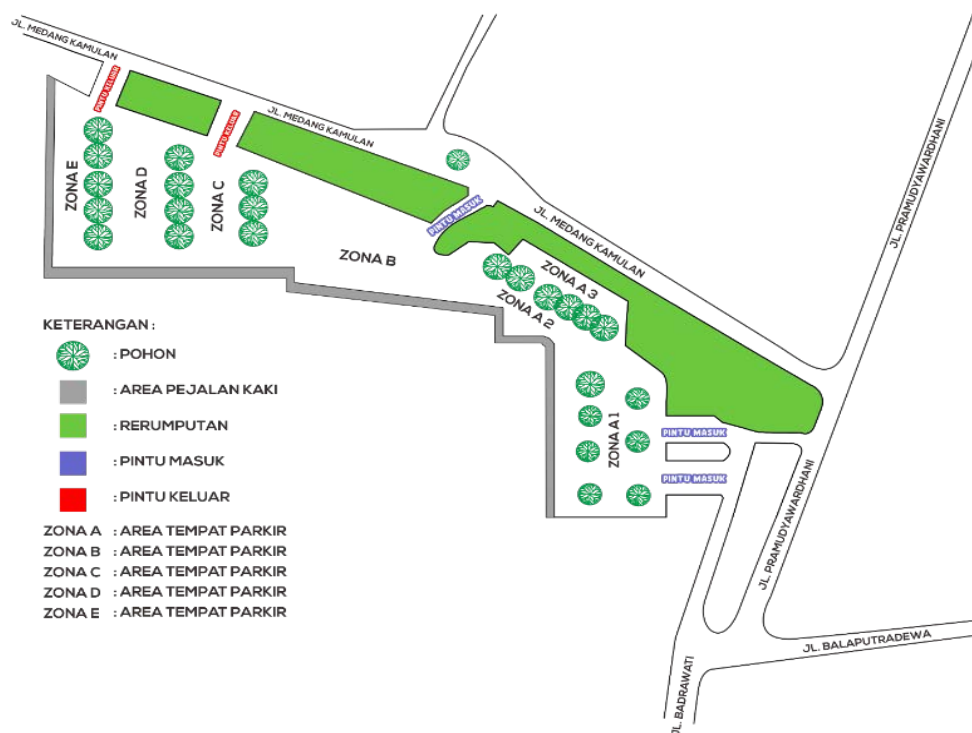 JL. MEDANG KAMULAN
PINTU KELUAR
JL. MEDANG KAMULAN
PINTU KELUAR
JL. PRAMUDYAWARDHANI
ZONA E
ZONA D
ZONA C
PINTU MASUK
JL. MEDANG KAMULAN
ZONA B
ZONA A 3
ZONA A 2
KETERANGAN :
: POHON
: AREA PEJALAN KAKI
: RERUMPUTAN
: PINTU MASUK
: PINTU KELUAR
ZONA A : AREA TEMPAT PARKIR
ZONA B : AREA TEMPAT PARKIR
ZONA C : AREA TEMPAT PARKIR
ZONA D : AREA TEMPAT PARKIR
ZONA E : AREA TEMPAT PARKIR
ZONA A 1
PINTU MASUK
PINTU MASUK
JL. PRAMUDYAWARDHANI
JL. BALAPUTRADEWA
JL. BADRAWATI